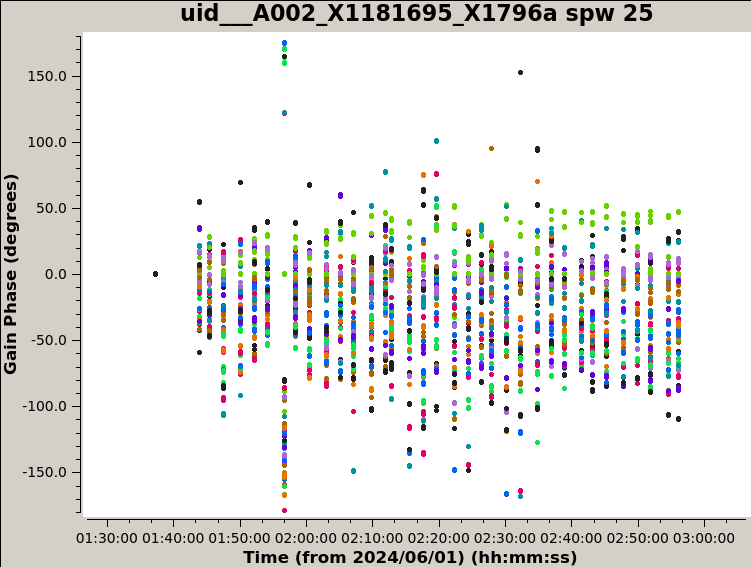 uid___A002_X1181695_X1796a spw 25
150.0
100.0
50.0
0.0
-50.0
-100.0
-150.0
Gain Phase (degrees)
01:30:00 01:40:00 01:50:00 02:00:00 02:10:00 02:20:00 02:30:00 02:40:00 02:50:00 03:00:00
Time (from 2024/06/01) (hh:mm:ss)